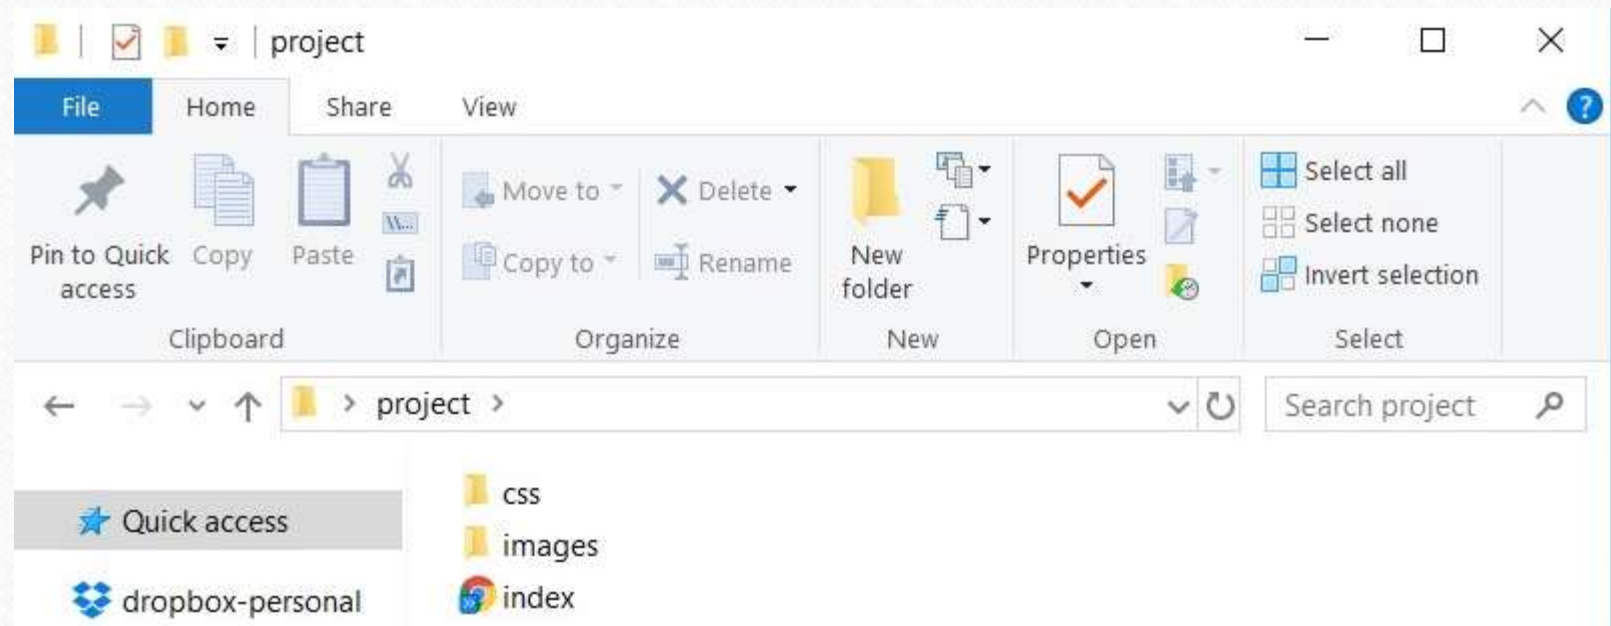 project
File Home Share View
Pin to Quick access Copy Paste
Move to Delete
Copy to Rename
New folder
Properties
Select all
Select none
Invert selection
Clipboard Organize New Open Select
project
Search project
Quick access
dropbox-personal
css
images
index